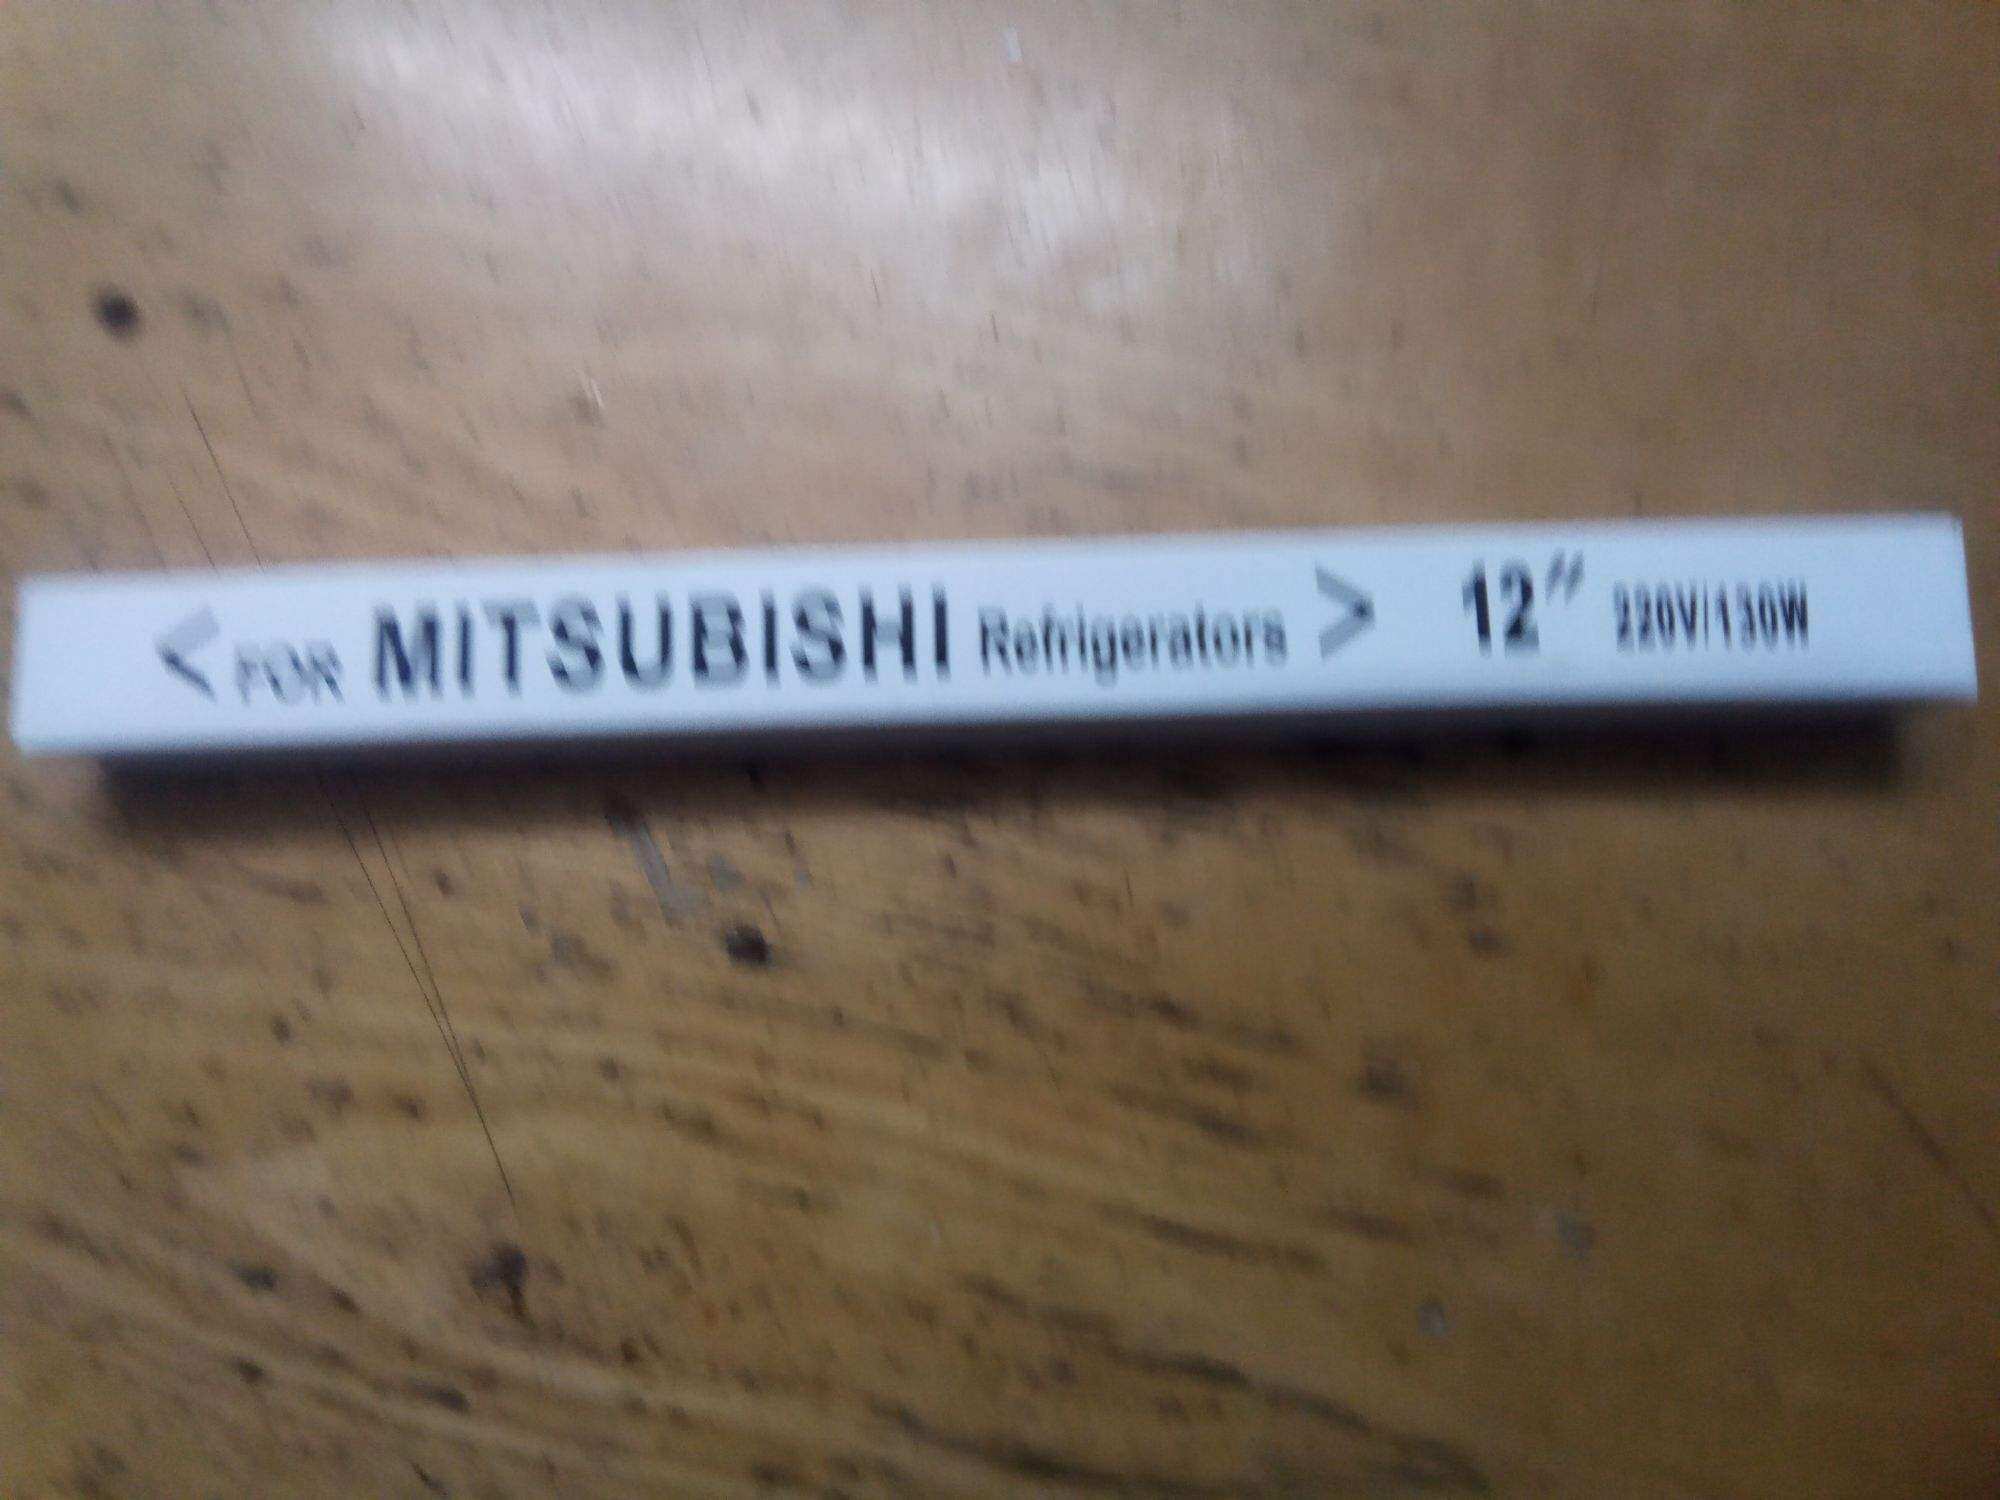 <FOR MITSUBISHI Refrigerators> 12" 220V/130W